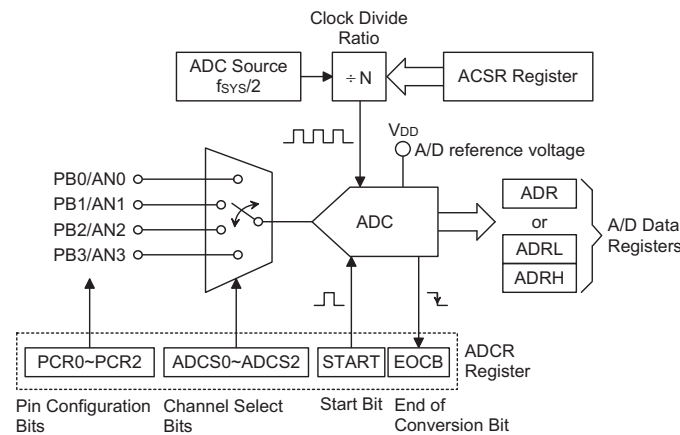 Clock Divide
Ratio
ADC Source
fSYS/2
÷ N
ACSR Register
VDD
A/D reference voltage
PB0/AN0
PB1/AN1
PB2/AN2
PB3/AN3
ADC
ADR
or
ADRL
ADRH
A/D Data
Registers
PCR0~PCR2
ADCS0~ADCS2
START
EOCB
ADCR
Register
Pin Configuration
Bits
Channel Select
Bits
Start Bit
End of
Conversion Bit